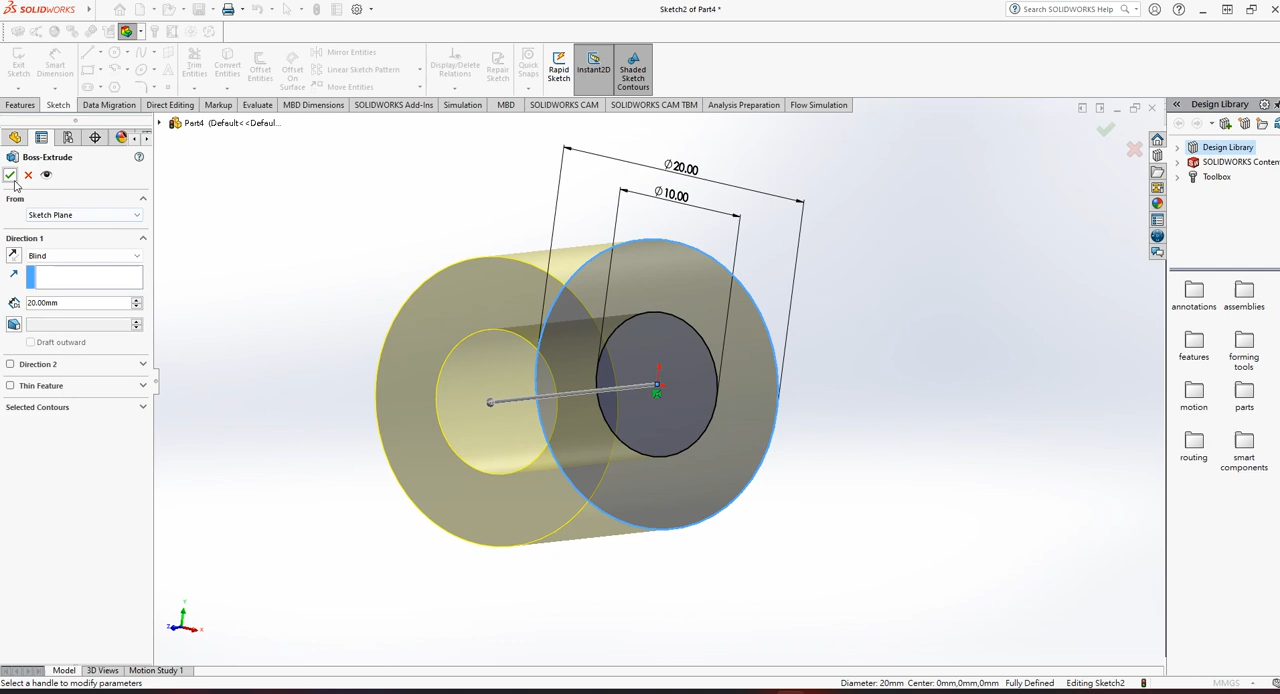 SOLIDWORKS
Sketch2 of Part4 *
Search SOLIDWORKS Help
Exit Sketch
Smart Dimension
Trim Entities
Convert Entities
Offset Entities
Offset On Surface
Mirror Entities
Linear Sketch Pattern
Move Entities
Display/Delete Relations
Repair Sketch
Quick Snaps
Rapid Sketch
Instant2D
Shaded Sketch Contours
Features
Sketch
Data Migration
Direct Editing
Markup
Evaluate
MBD Dimensions
SOLIDWORKS Add-Ins
Simulation
MBD
SOLIDWORKS CAM
SOLIDWORKS CAM TBM
Analysis Preparation
Flow Simulation
Design Library
Part4 (Default< <Defaul...
Boss-Extrude
From
Sketch Plane
Direction 1
Blind
20.00mm
Draft outward
Direction 2
Thin Feature
Selected Contours
Ø20.00
Ø10.00
Y
X
Z
Design Library
SOLIDWORKS Conten
Toolbox
annotations
assemblies
features
forming tools
motion
parts
routing
smart components
Model
3D Views
Motion Study 1
Select a handle to modify parameters
Diameter: 20mm Center: 0mm,0mm,0mm
Fully Defined
Editing Sketch2
MMGS